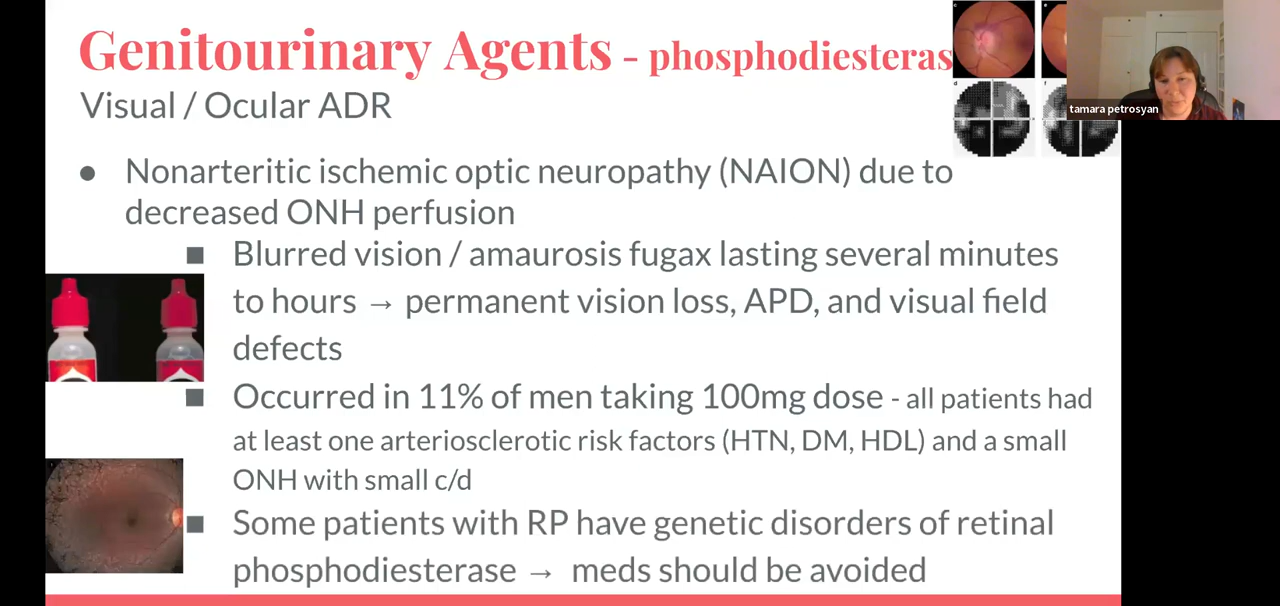 Genitourinary Agents - phosphodiesteras
Visual / Ocular ADR
tamara petrosyan
● Nonarteritic ischemic optic neuropathy (NAION) due to
decreased ONH perfusion
■ Blurred vision / amaurosis fugax lasting several minutes
to hours → permanent vision loss, APD, and visual field
defects
■ Occurred in 11% of men taking 100mg dose - all patients had
at least one arteriosclerotic risk factors (HTN, DM, HDL) and a small
ONH with small c/d
■ Some patients with RP have genetic disorders of retinal
phosphodiesterase → meds should be avoided